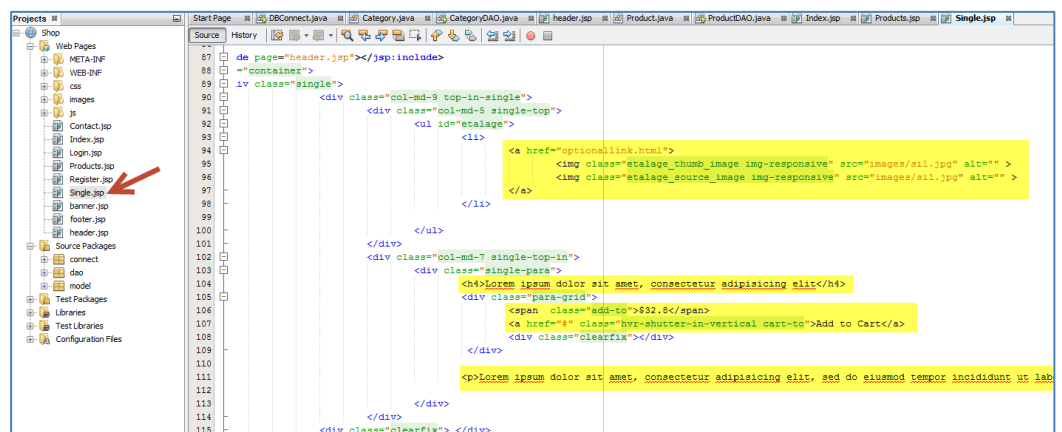 Projects
Shop
Web Pages
META-INF
WEB-INF
css
images
js
Contact.jsp
Index.jsp
Login.jsp
Products.jsp
Register.jsp
Single.jsp
banner.jsp
footer.jsp
header.jsp
Source Packages
connect
dao
model
Test Packages
Libraries
Test Libraries
Configuration Files
Start Page DBConnect.java Category.java CategoryDAO.java header.jsp Product.java ProductDAO.java Index.jsp Products.jsp Single.jsp
Source History
87 de page="header.jsp"></jsp:include>
88 ="container">
89 iv class="single">
90 <div class="col-md-9 top-in-single">
91 <div class="col-md-5 single-top">
92 <ul id="etalage">
93 <li>
94 <a href="optionallink.html">
95 <img class="etalage_thumb_image img-responsive" src="images/si1.jpg" alt="" >
96 <img class="etalage_source_image img-responsive" src="images/si1.jpg" alt="" >
97 </a>
98 </li>
99
100 </ul>
101 </div>
102 <div class="col-md-7 single-top-in">
103 <div class="single-para">
104 <h4>Lorem ipsum dolor sit amet, consectetur adipisicing elit</h4>
105 <div class="para-grid">
106 <span class="add-to">$32.8</span>
107 <a href="#" class="hvr-shutter-in-vertical cart-to">Add to Cart</a>
108 <div class="clearfix"></div>
109 </div>
110
111 <p>Lorem ipsum dolor sit amet, consectetur adipisicing elit, sed do eiusmod tempor incididunt ut lab
112
113 </div>
114 </div>
115 <div class="clearfix"> </div>